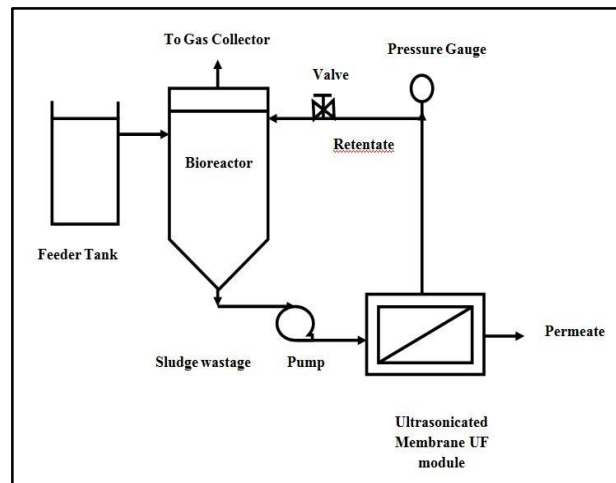 To Gas Collector
Pressure Gauge
Valve
Retentate
Bioreactor
Feeder Tank
Sludge wastage
Pump
Permeate
Ultrasonicated
Membrane UF
module